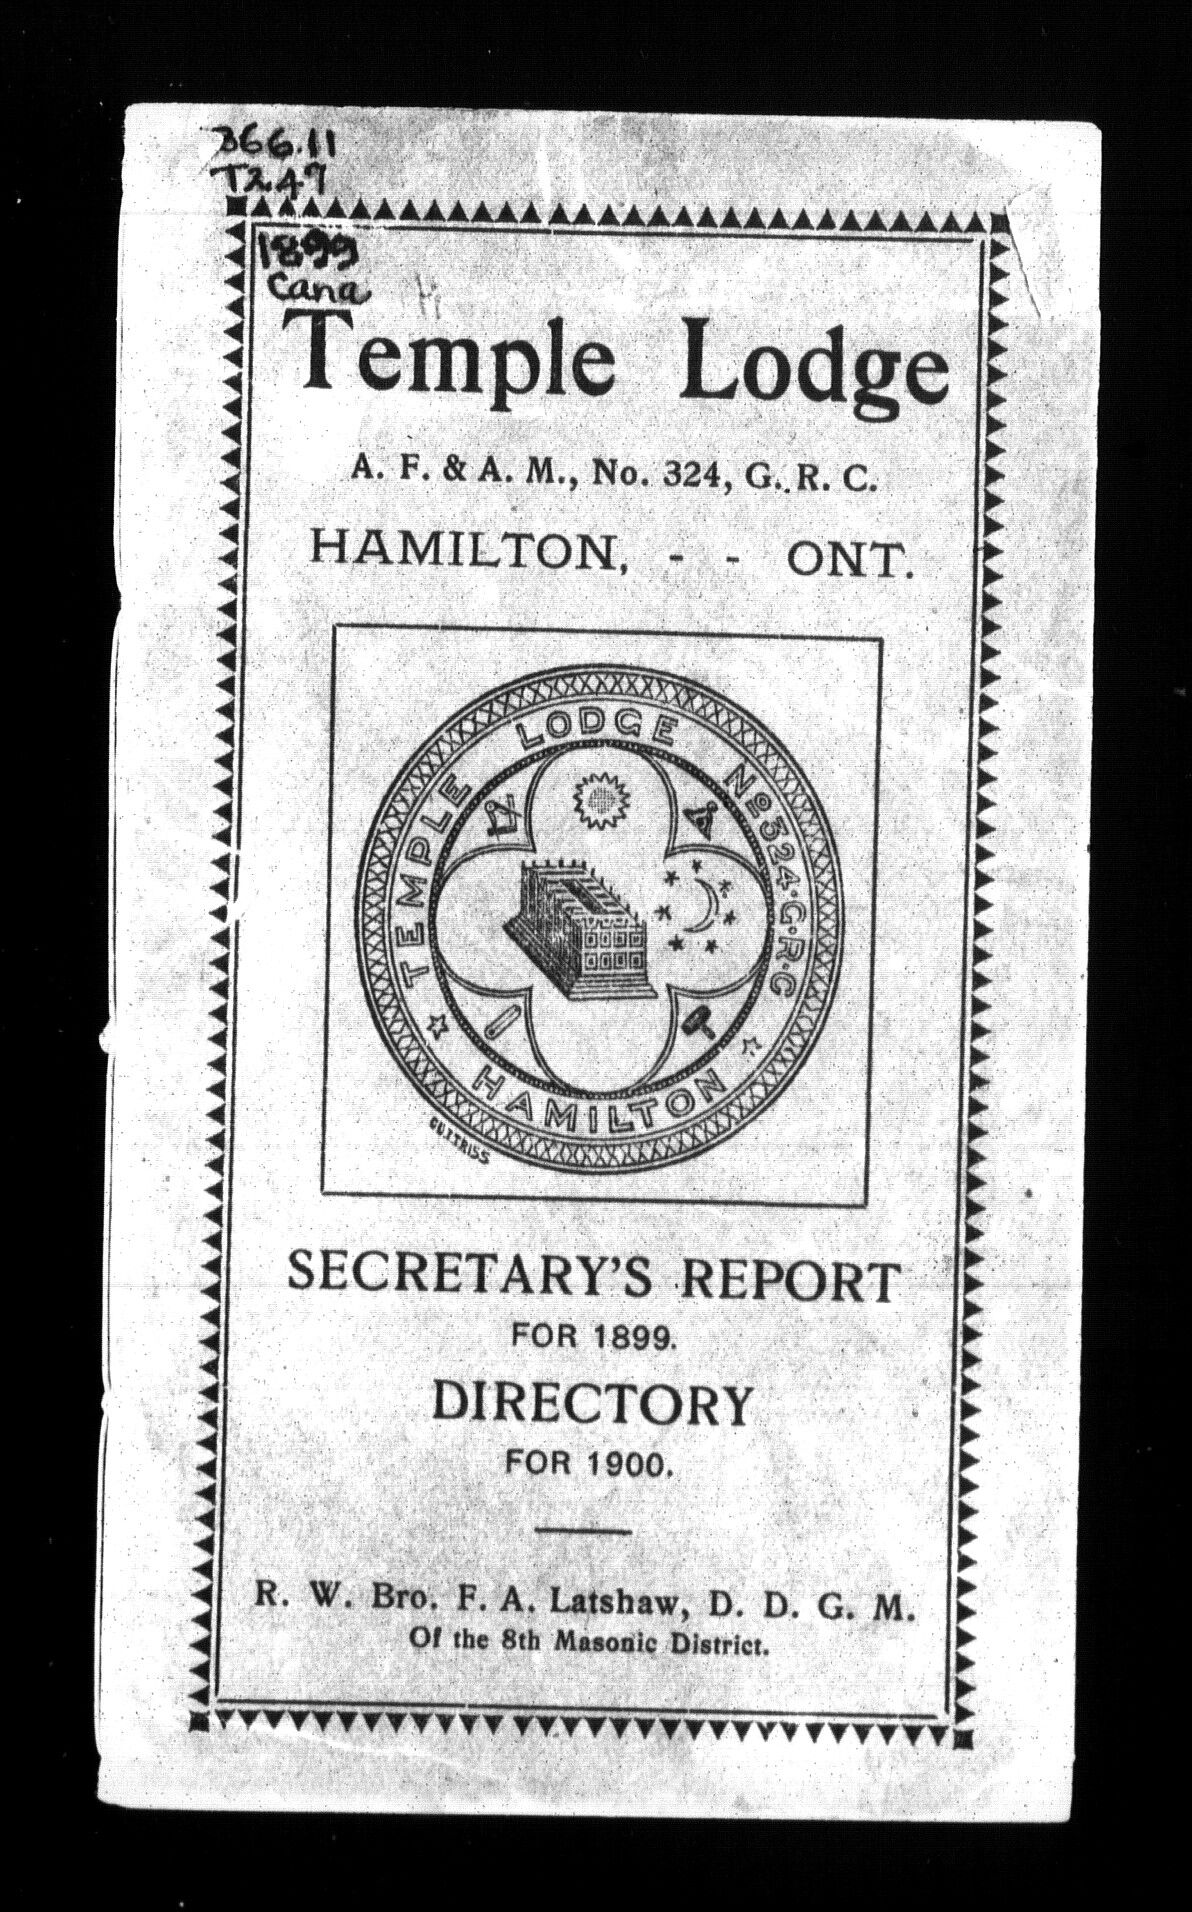 366.11
T247
1899
Cana
Temple Lodge
A. F. & A. M., No. 324, G. R. C.
HAMILTON, - - ONT.
TEMPLE LODGE No 324 · G · R · C
HAMILTON
SECRETARY'S REPORT
FOR 1899.
DIRECTORY
FOR 1900.
R. W. Bro. F. A. Latshaw, D. D. G. M.
Of the 8th Masonic District.